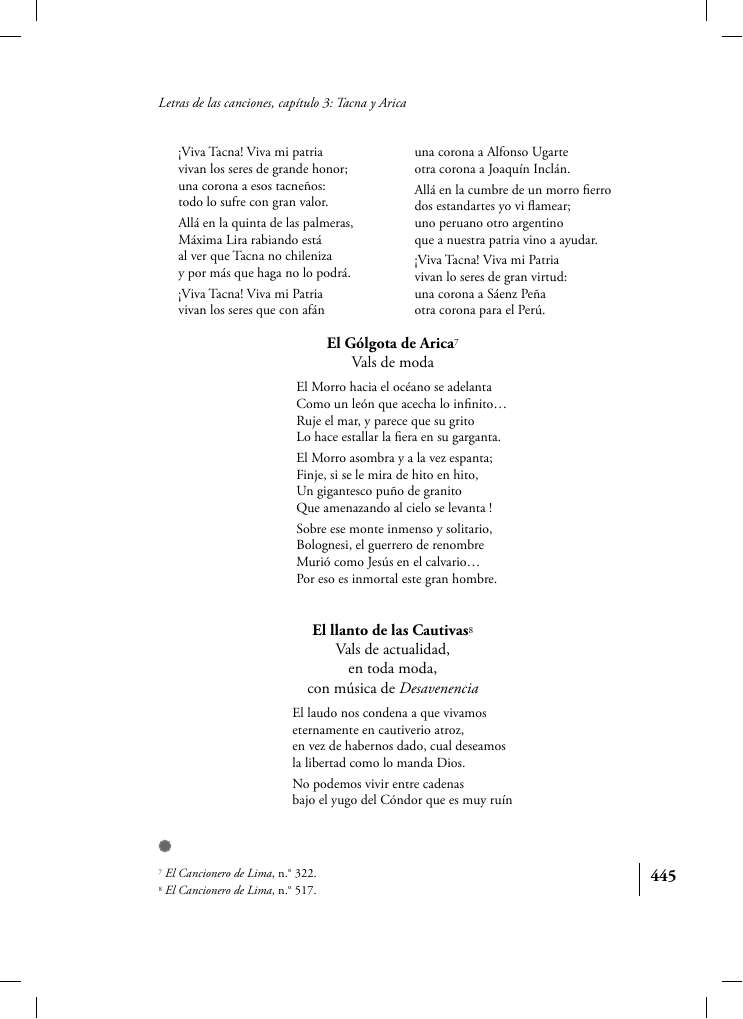 Letras de las canciones, capítulo 3: Tacna y Arica
¡Viva Tacna! Viva mi patria
vivan los seres de grande honor;
una corona a esos tacneños:
todo lo sufre con gran valor.
Allá en la quinta de las palmeras,
Máxima Lira rabiando está
al ver que Tacna no chileniza
y por más que haga no lo podrá.
¡Viva Tacna! Viva mi Patria
vivan los seres que con afán
una corona a Alfonso Ugarte
otra corona a Joaquín Inclán.
Allá en la cumbre de un morro fierro
dos estandartes yo vi flamear;
uno peruano otro argentino
que a nuestra patria vino a ayudar.
¡Viva Tacna! Viva mi Patria
vivan lo seres de gran virtud:
una corona a Sáenz Peña
otra corona para el Perú.
El Gólgota de Arica7
Vals de moda
El Morro hacia el océano se adelanta
Como un león que acecha lo infinito…
Ruje el mar, y parece que su grito
Lo hace estallar la fiera en su garganta.
El Morro asombra y a la vez espanta;
Finje, si se le mira de hito en hito,
Un gigantesco puño de granito
Que amenazando al cielo se levanta !
Sobre ese monte inmenso y solitario,
Bolognesi, el guerrero de renombre
Murió como Jesús en el calvario…
Por eso es inmortal este gran hombre.
El llanto de las Cautivas8
Vals de actualidad,
en toda moda,
con música de Desavenencia
El laudo nos condena a que vivamos
eternamente en cautiverio atroz,
en vez de habernos dado, cual deseamos
la libertad como lo manda Dios.
No podemos vivir entre cadenas
bajo el yugo del Cóndor que es muy ruín
7 El Cancionero de Lima, n.° 322.
8 El Cancionero de Lima, n.° 517.
445